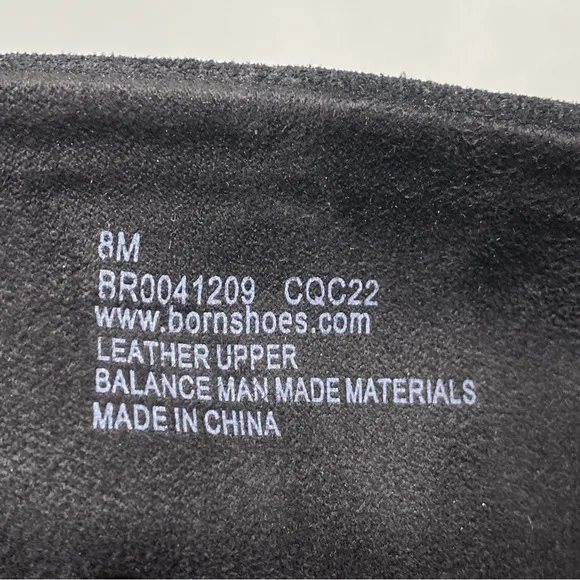 8M
BR0041209 CQC22
www.bornshoes.com
LEATHER UPPER
BALANCE MAN MADE MATERIALS
MADE IN CHINA